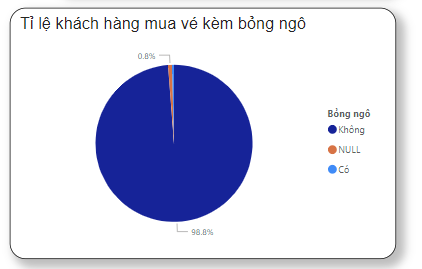 Tỉ lệ khách hàng mua vé kèm bỏng ngô
0.8%
Bỏng ngô
Không
NULL
Có
98.8%